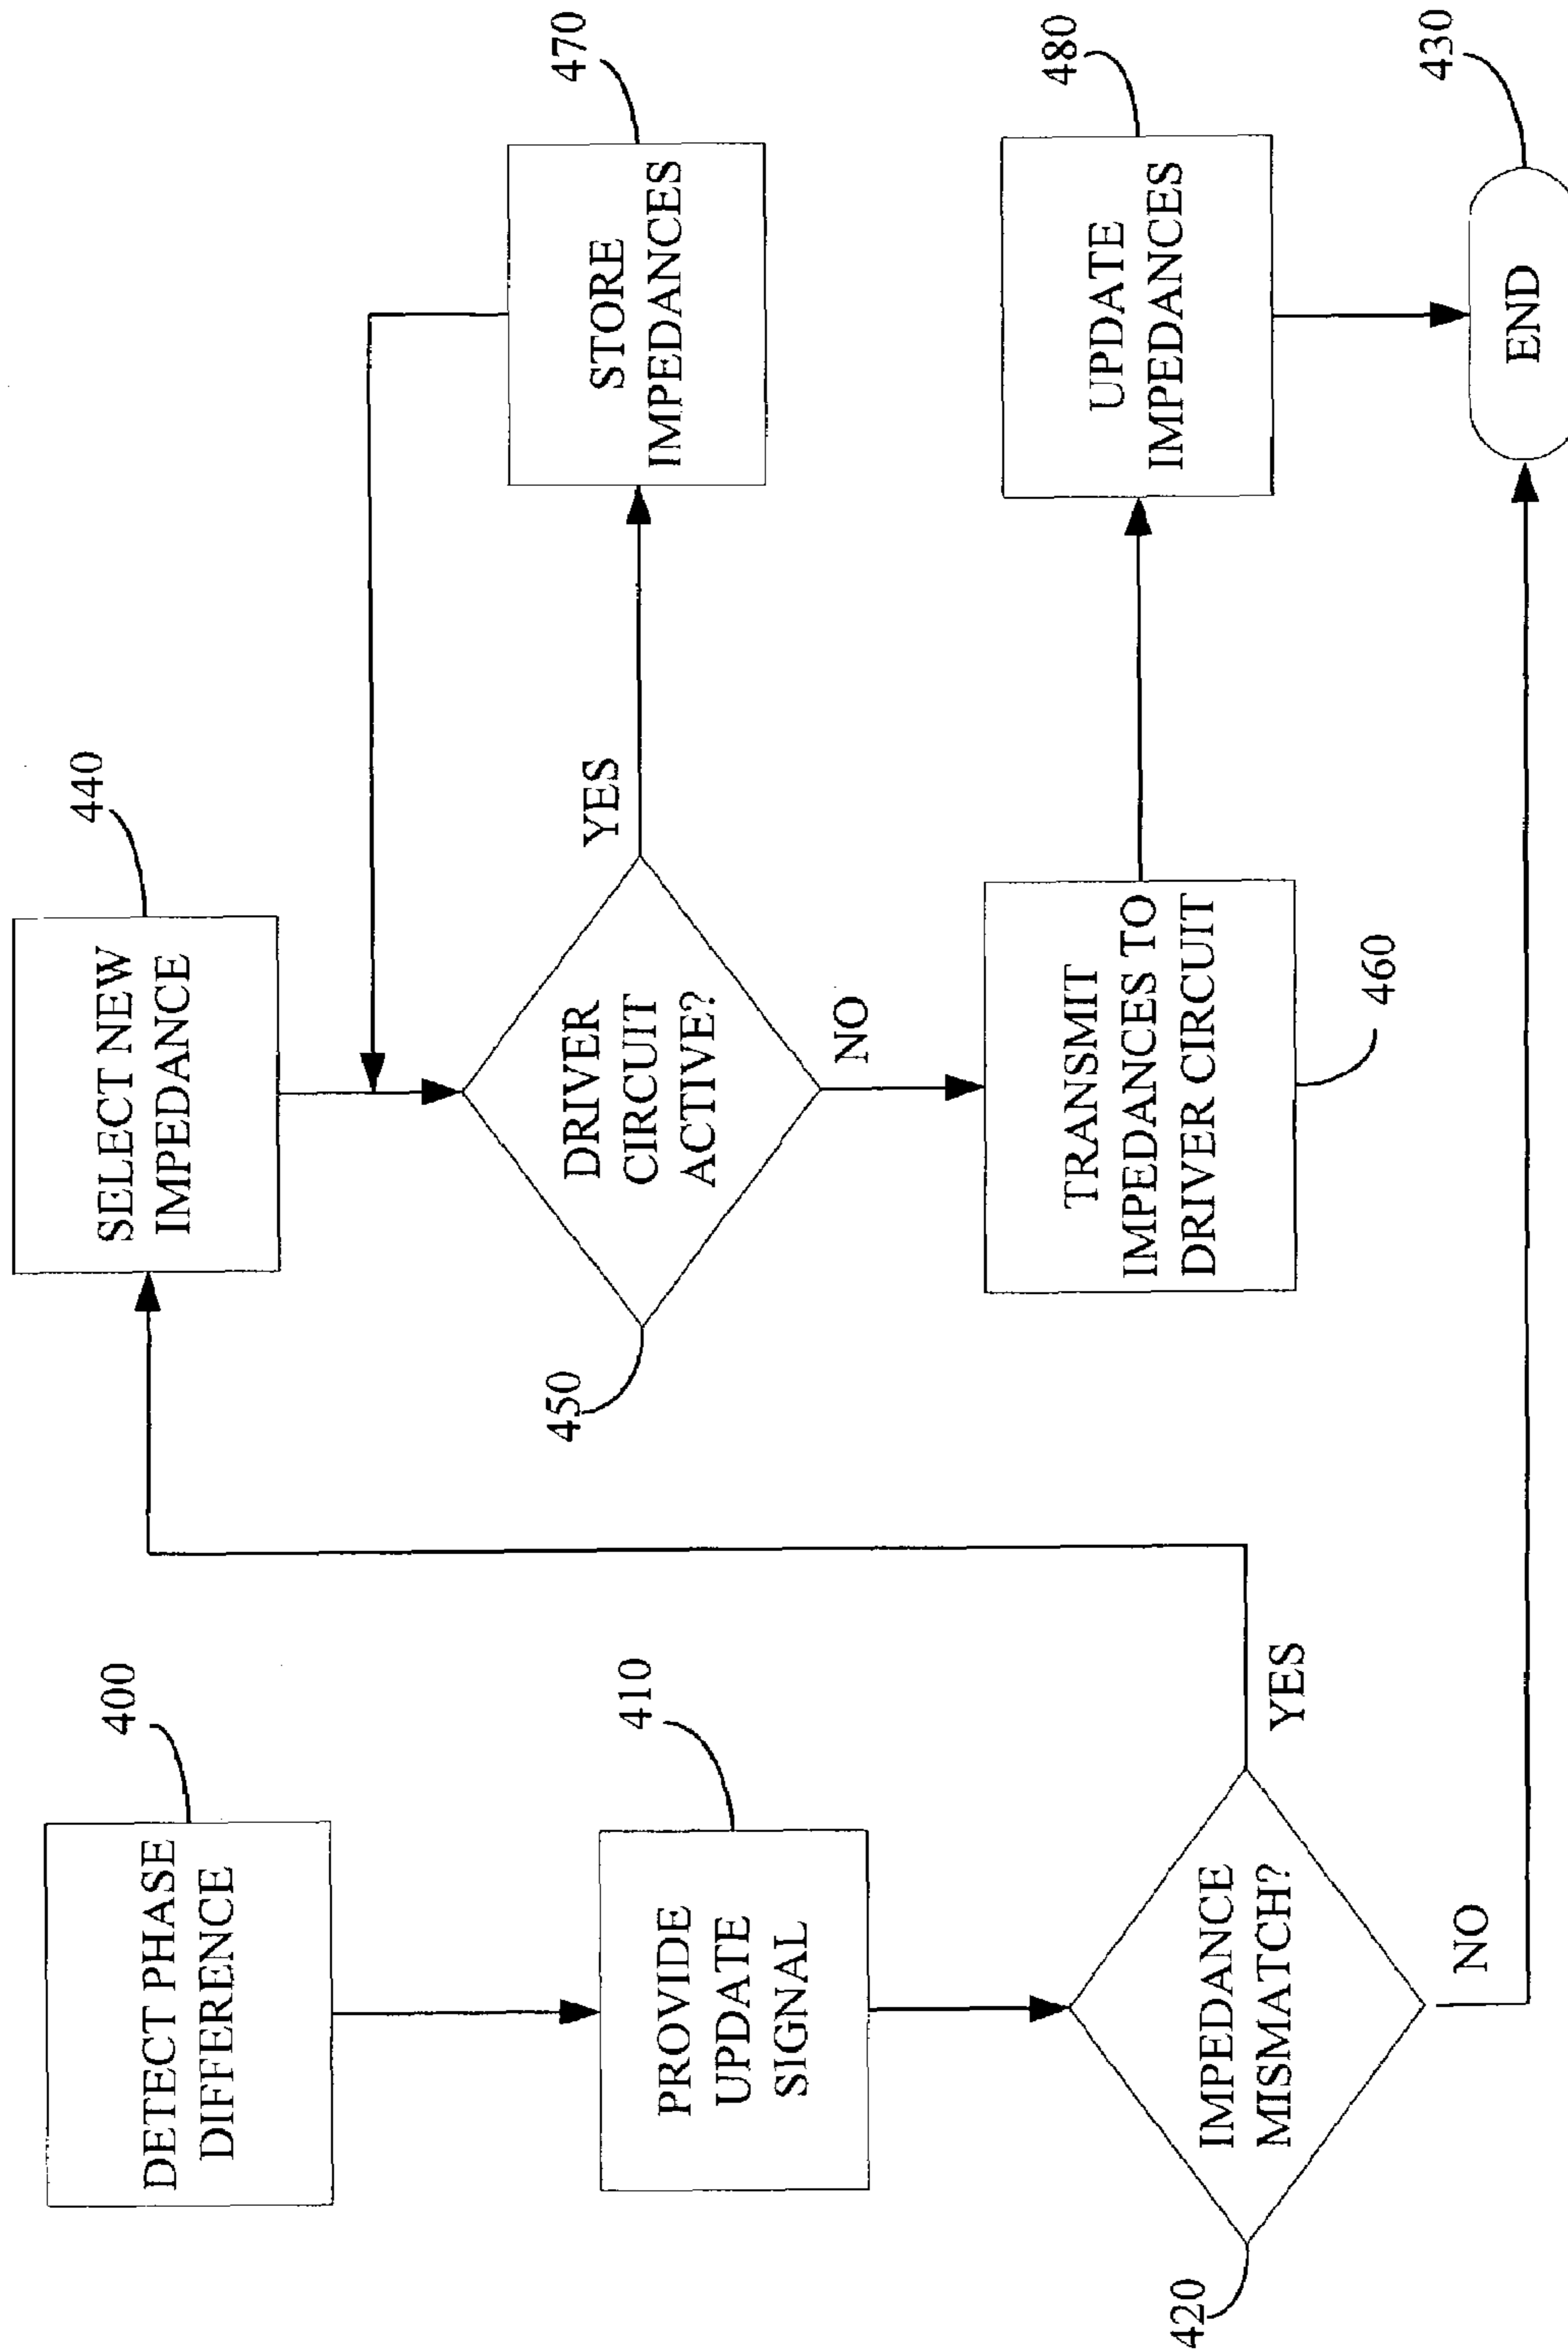 400
DETECT PHASE
DIFFERENCE
410
PROVIDE
UPDATE
SIGNAL
420
IMPEDANCE
MISMATCH?
YES
NO
440
SELECT NEW
IMPEDANCE
450
DRIVER
CIRCUIT
ACTIVE?
YES
NO
470
STORE
IMPEDANCES
TRANSMIT
IMPEDANCES TO
DRIVER CIRCUIT
460
480
UPDATE
IMPEDANCES
430
END